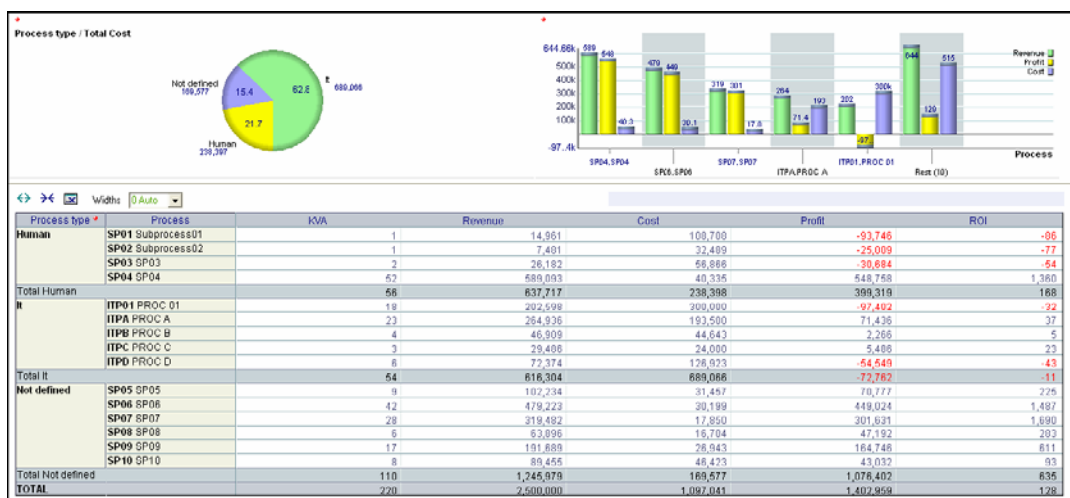 *
Process type / Total Cost
Not defined
169,577
15.4
62.8
It
689,066
21.7
Human
238,397
*
644.66k
500k
400k
300k
200k
100k
-97.4k
589
548
40.3
479
449
30.1
319
301
17.8
264
71.4
193
202
-97.
300k
644
120
515
Revenue
Profit
Cost
Process
SP04.SP04
SP06.SP06
SP07.SP07
ITPA.PROC A
ITP01.PROC 01
Rest (10)
Widths 0 Auto
Process type * Process KVA Revenue Cost Profit ROI
Human SP01 Subprocess01 1 14,961 108,708 -93,746 -86
SP02 Subprocess02 1 7,481 32,489 -25,009 -77
SP03 SP03 2 26,182 56,866 -30,684 -54
SP04 SP04 52 589,093 40,335 548,758 1,360
Total Human 56 637,717 238,398 399,319 168
It ITP01 PROC 01 18 202,598 300,000 -97,402 -32
ITPA PROC A 23 264,936 193,500 71,436 37
ITPB PROC B 4 46,909 44,643 2,266 5
ITPC PROC C 3 29,486 24,000 5,486 23
ITPD PROC D 6 72,374 126,923 -54,549 -43
Total It 54 616,304 689,066 -72,762 -11
Not defined SP05 SP05 9 102,234 31,457 70,777 225
SP06 SP06 42 479,223 30,199 449,024 1,487
SP07 SP07 28 319,482 17,850 301,631 1,690
SP08 SP08 6 63,896 16,704 47,192 283
SP09 SP09 17 191,689 26,943 164,746 611
SP10 SP10 8 89,455 46,423 43,032 93
Total Not defined 110 1,245,979 169,577 1,076,402 635
TOTAL 220 2,500,000 1,097,041 1,402,959 128